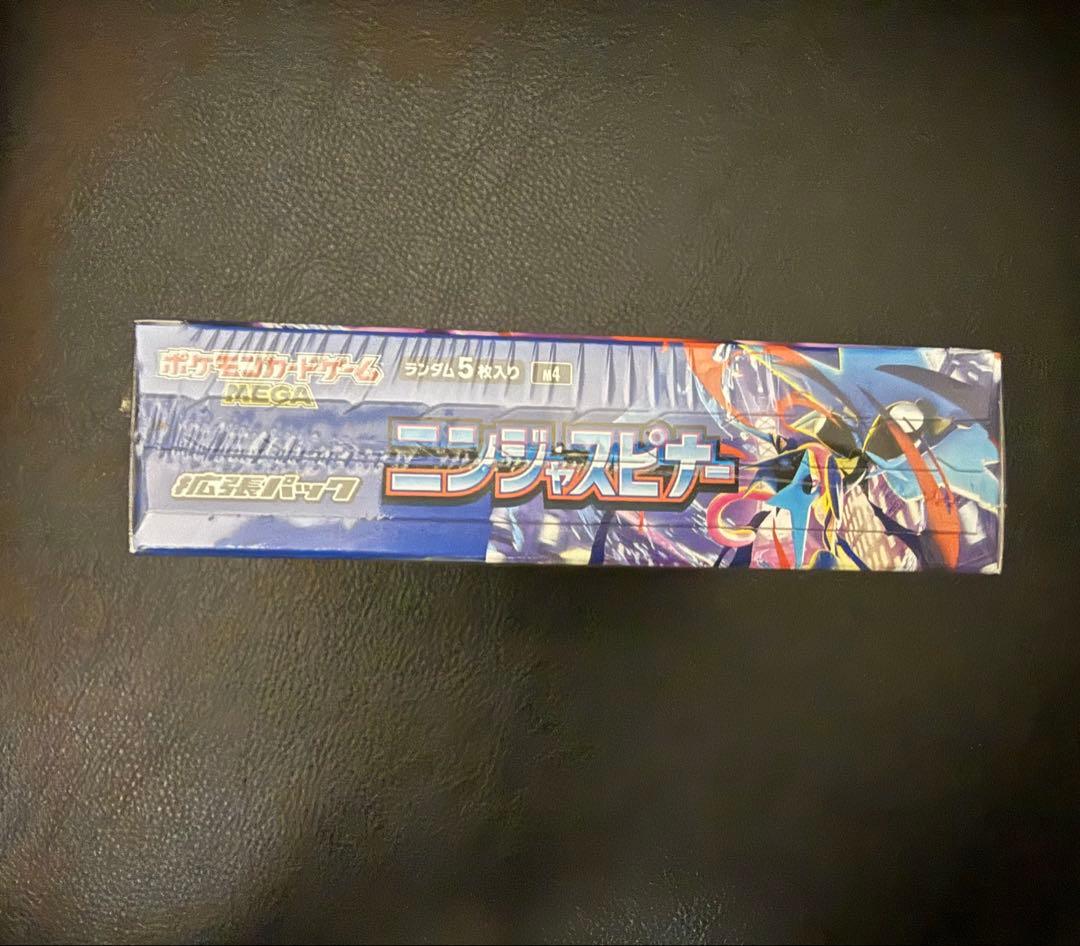 ポケモンカードゲーム
MEGA
ランダム5枚入り M4
ニンジャスピナー
拡張パック